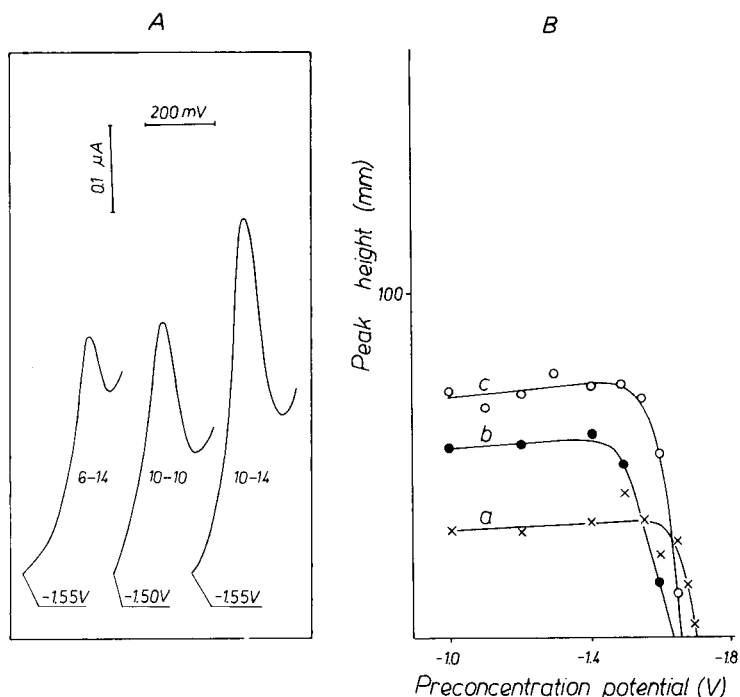 A
B
200 mV
0.1 μA
6-14
10-10
10-14
-1.55V
-1.50V
-1.55V
Peak height (mm)
100
c
b
a
-1.0
-1.4
-1.8
Preconcentration potential (V)